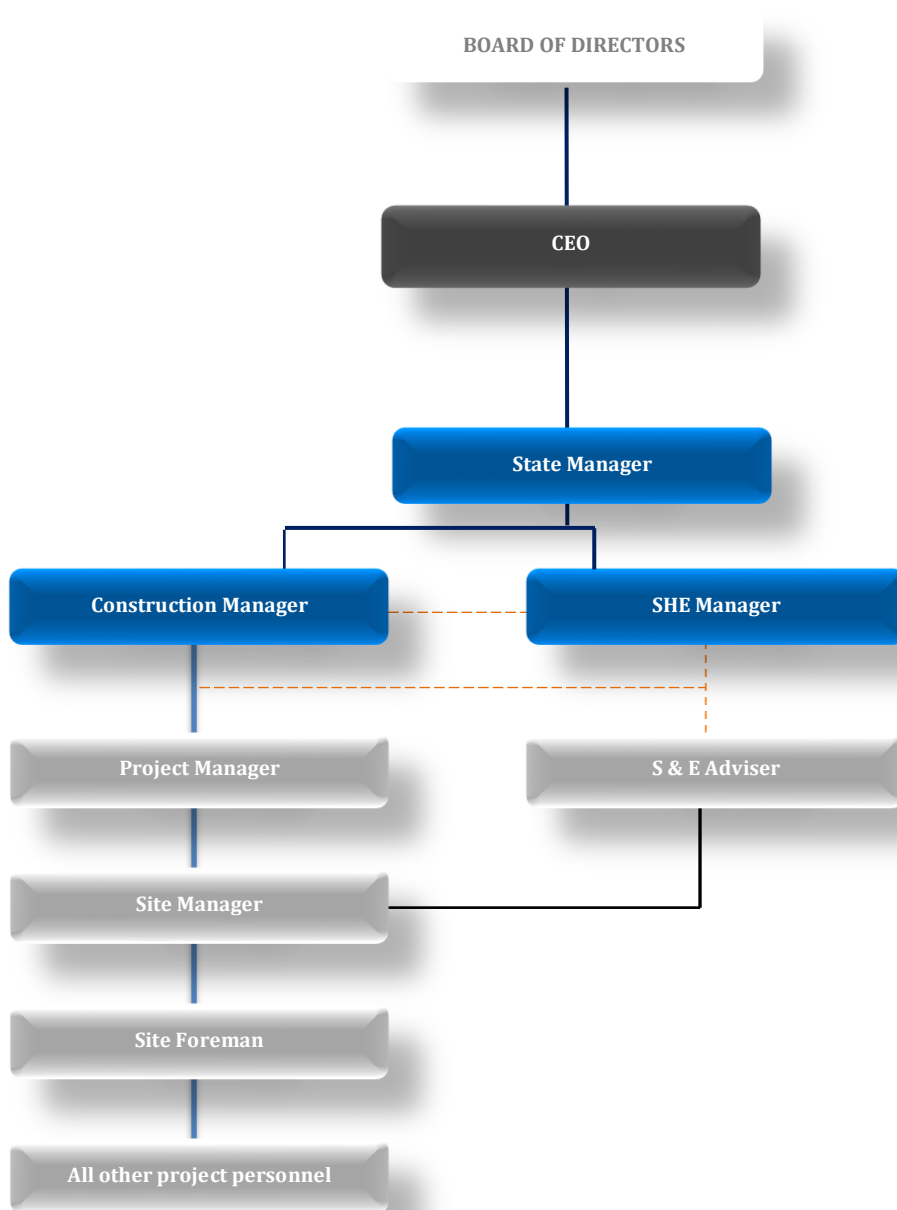 BOARD OF DIRECTORS
CEO
State Manager
Construction Manager
SHE Manager
Project Manager
S & E Adviser
Site Manager
Site Foreman
All other project personnel